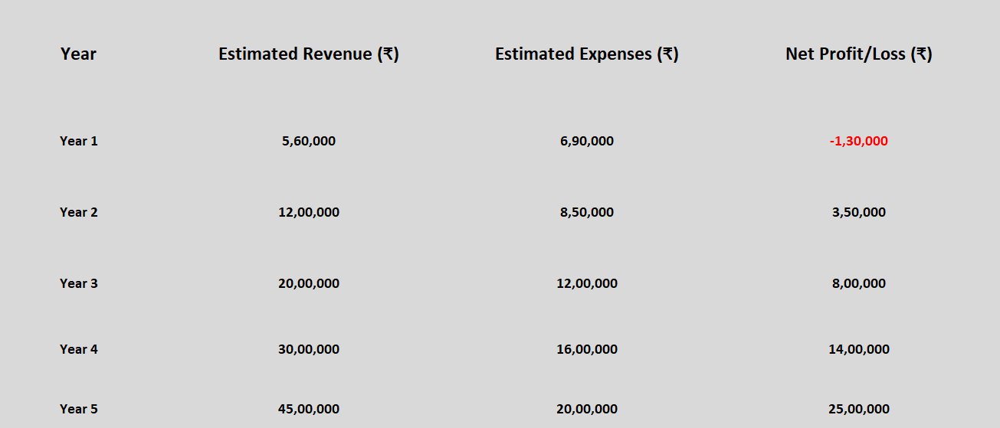 Year Estimated Revenue (₹) Estimated Expenses (₹) Net Profit/Loss (₹)
Year 1 5,60,000 6,90,000 -1,30,000
Year 2 12,00,000 8,50,000 3,50,000
Year 3 20,00,000 12,00,000 8,00,000
Year 4 30,00,000 16,00,000 14,00,000
Year 5 45,00,000 20,00,000 25,00,000